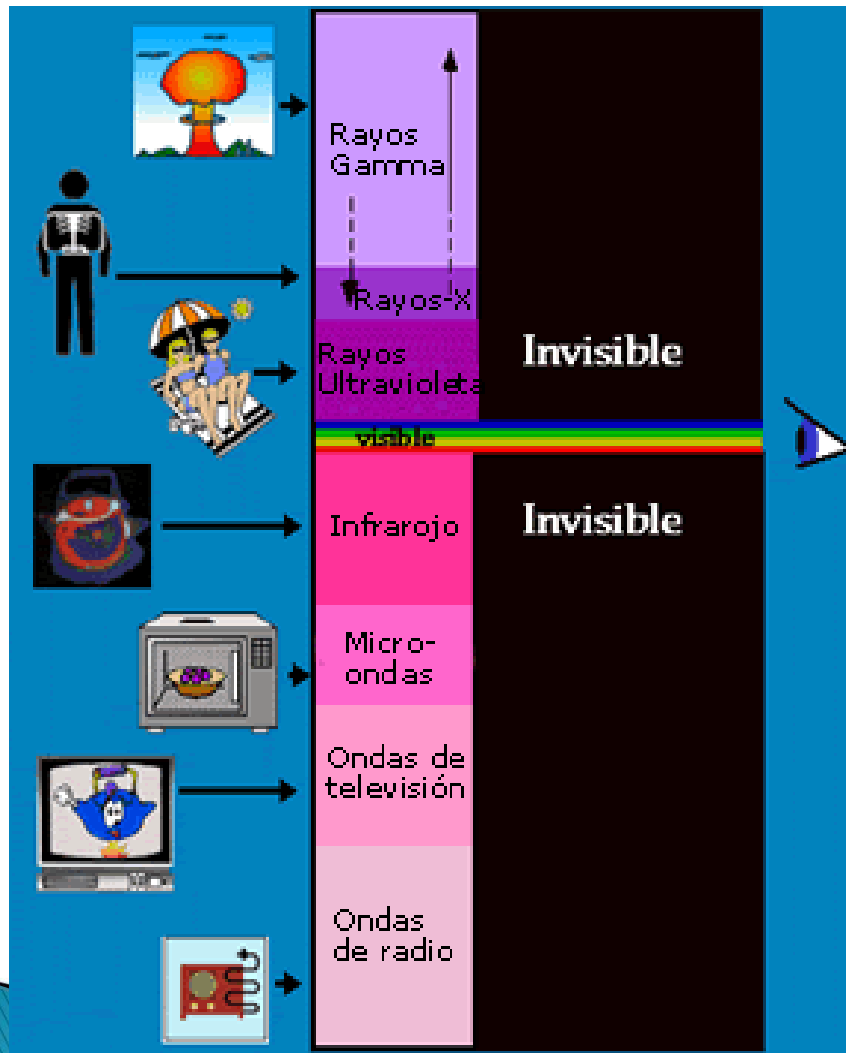 Rayos
Gamma
Rayos-X
Rayos
Ultravioleta
Invisible
visible
Infrarojo
Invisible
Micro-
ondas
Ondas de
televisión
Ondas
de radio